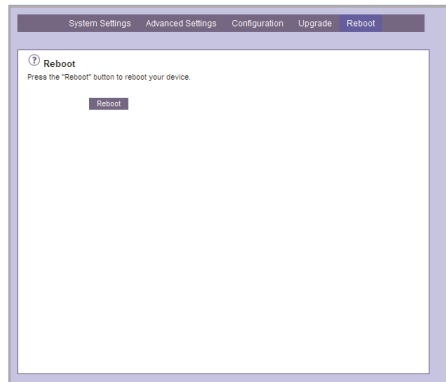 System Settings Advanced Settings Configuration Upgrade Reboot
? Reboot
Press the "Reboot" button to reboot your device.
Reboot